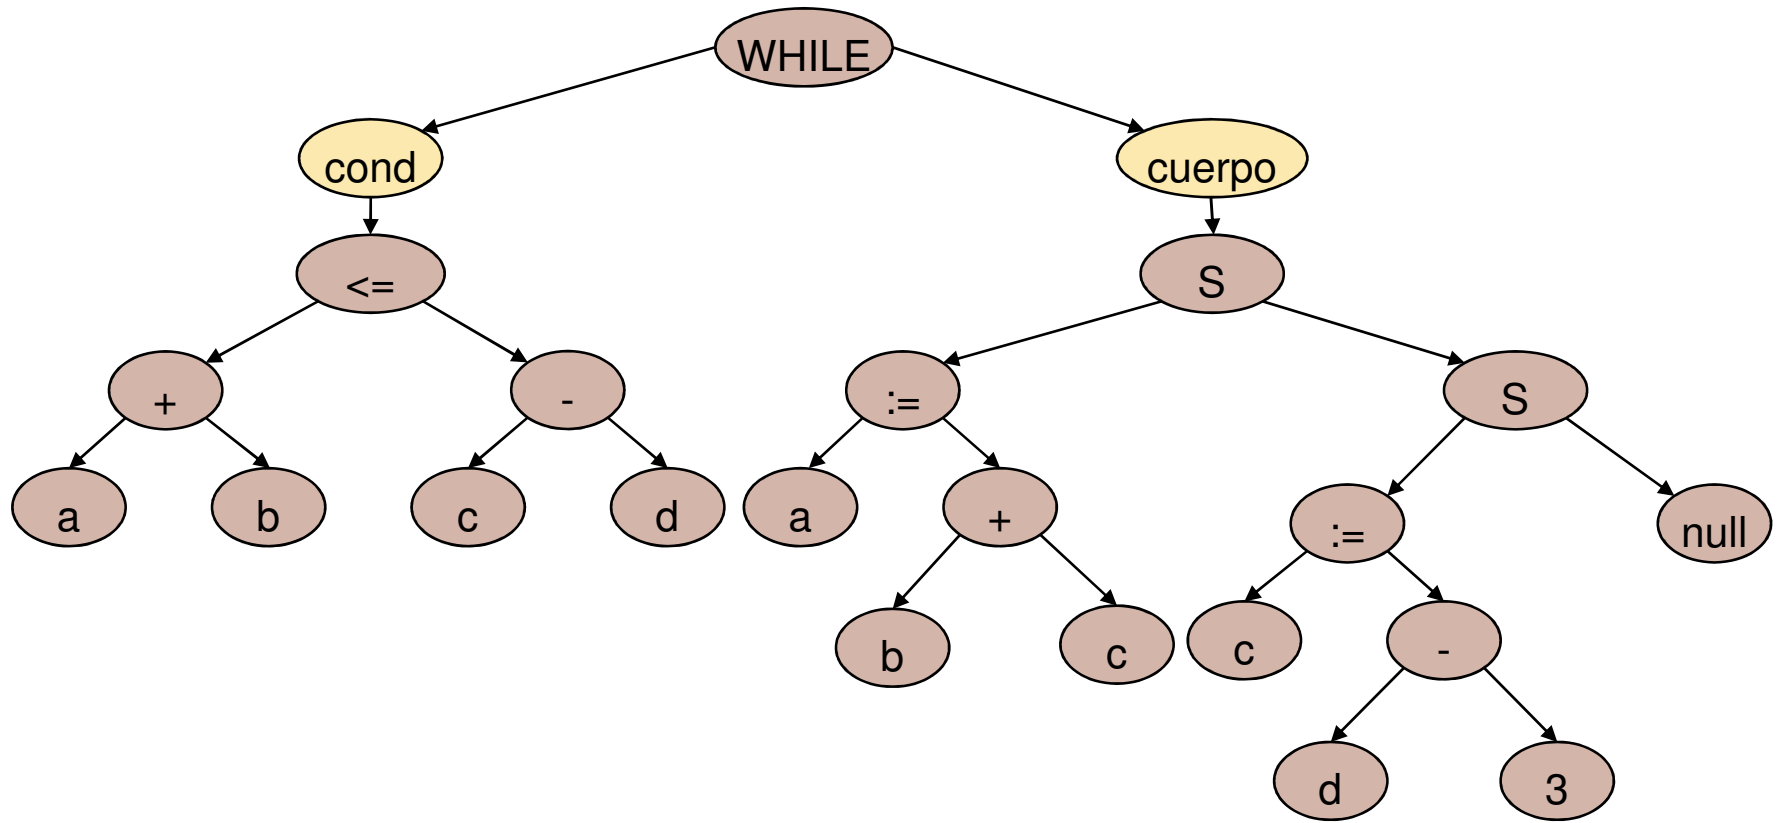 WHILE
cond
cuerpo
<=
S
+
-
:=
S
a
b
c
d
a
+
:=
null
b
c
c
-
d
3